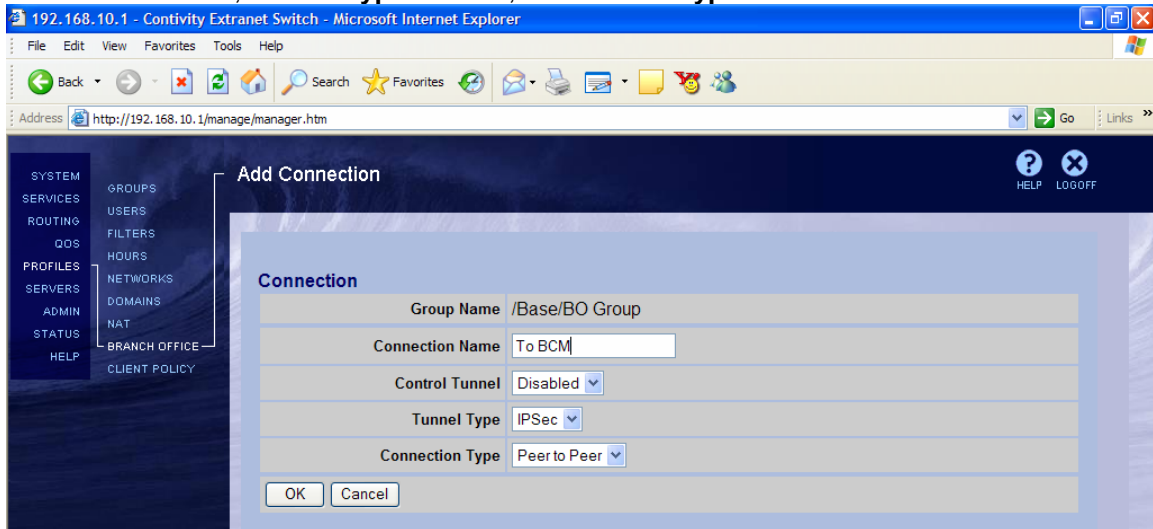 192.168.10.1 - Contivity Extranet Switch - Microsoft Internet Explorer
File Edit View Favorites Tools Help
Back Search Favorites
Address http://192.168.10.1/manage/manager.htm Go Links »
Add Connection
HELP LOGOFF
SYSTEM
SERVICES
ROUTING
QOS
PROFILES
SERVERS
ADMIN
STATUS
HELP
GROUPS
USERS
FILTERS
HOURS
NETWORKS
DOMAINS
NAT
BRANCH OFFICE
CLIENT POLICY
Connection
Group Name /Base/BO Group
Connection Name To BCM
Control Tunnel Disabled
Tunnel Type IPSec
Connection Type Peer to Peer
OK Cancel